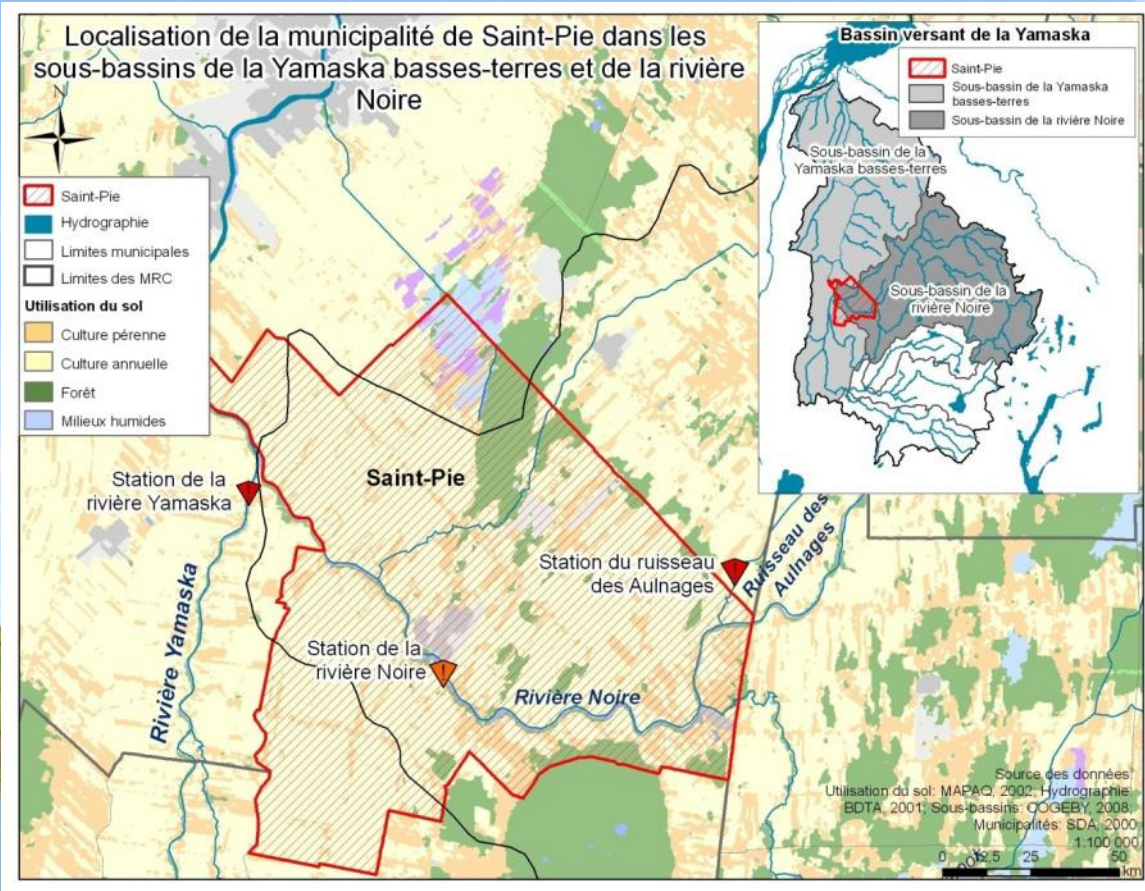 Localisation de la municipalité de Saint-Pie dans les
sous-bassins de la Yamaska basses-terres et de la rivière
Noire
N
Saint-Pie
Hydrographie
Limites municipales
Limites des MRC
Utilisation du sol
Culture pérenne
Culture annuelle
Forêt
Milieux humides
Bassin versant de la Yamaska
Saint-Pie
Sous-bassin de la Yamaska
basses-terres
Sous-bassin de la rivière Noire
Sous-bassin de la
Yamaska basses-terres
Sous-bassin de la
rivière Noire
Saint-Pie
Station de la
rivière Yamaska
!
Station du ruisseau
des Aulnages
!
Ruisseau des
Aulnages
Station de la
rivière Noire
!
Rivière Noire
Rivière Yamaska
Source des données:
Utilisation du sol: MAPAQ, 2002; Hydrographie:
BDTA, 2001; Sous-bassins: COGEBY, 2008;
Municipalités: SDA, 2000
1:100 000
0 12,5 25 50
km